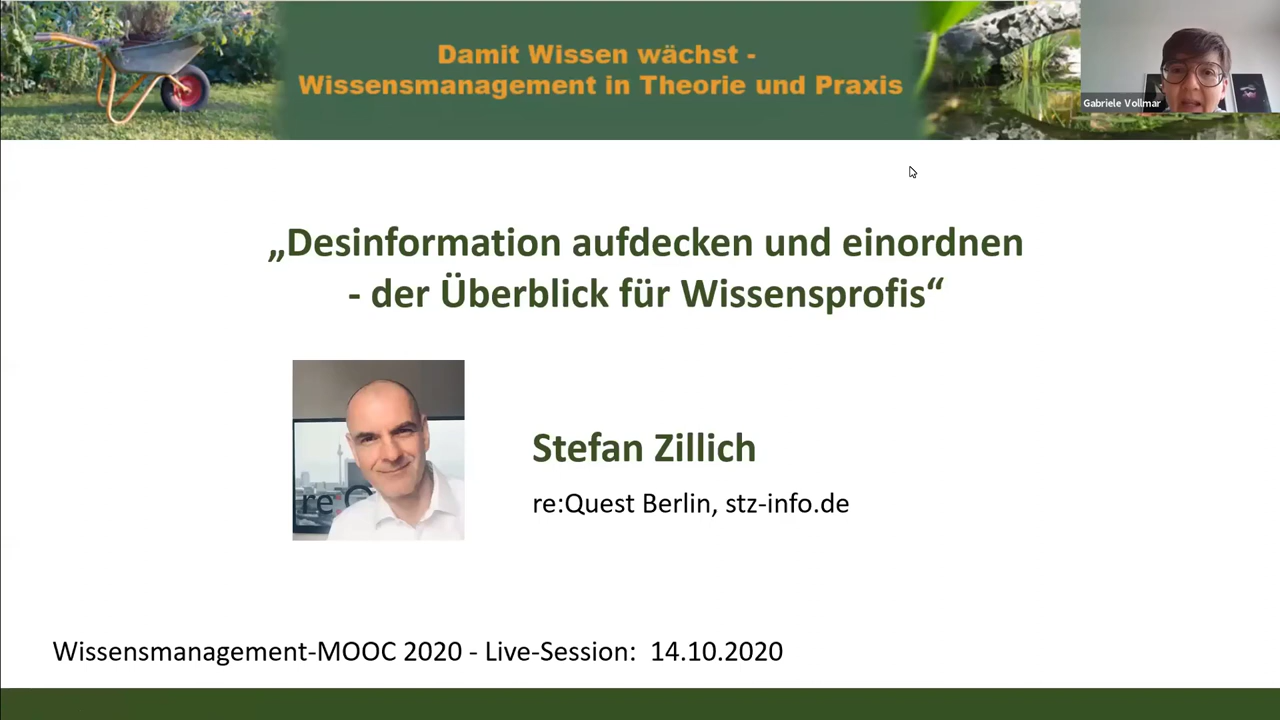 Damit Wissen wächst -
Wissensmanagement in Theorie und Praxis
Gabriele Vollmar
„Desinformation aufdecken und einordnen
- der Überblick für Wissensprofis“
re:Q
Stefan Zillich
re:Quest Berlin, stz-info.de
Wissensmanagement-MOOC 2020 - Live-Session: 14.10.2020